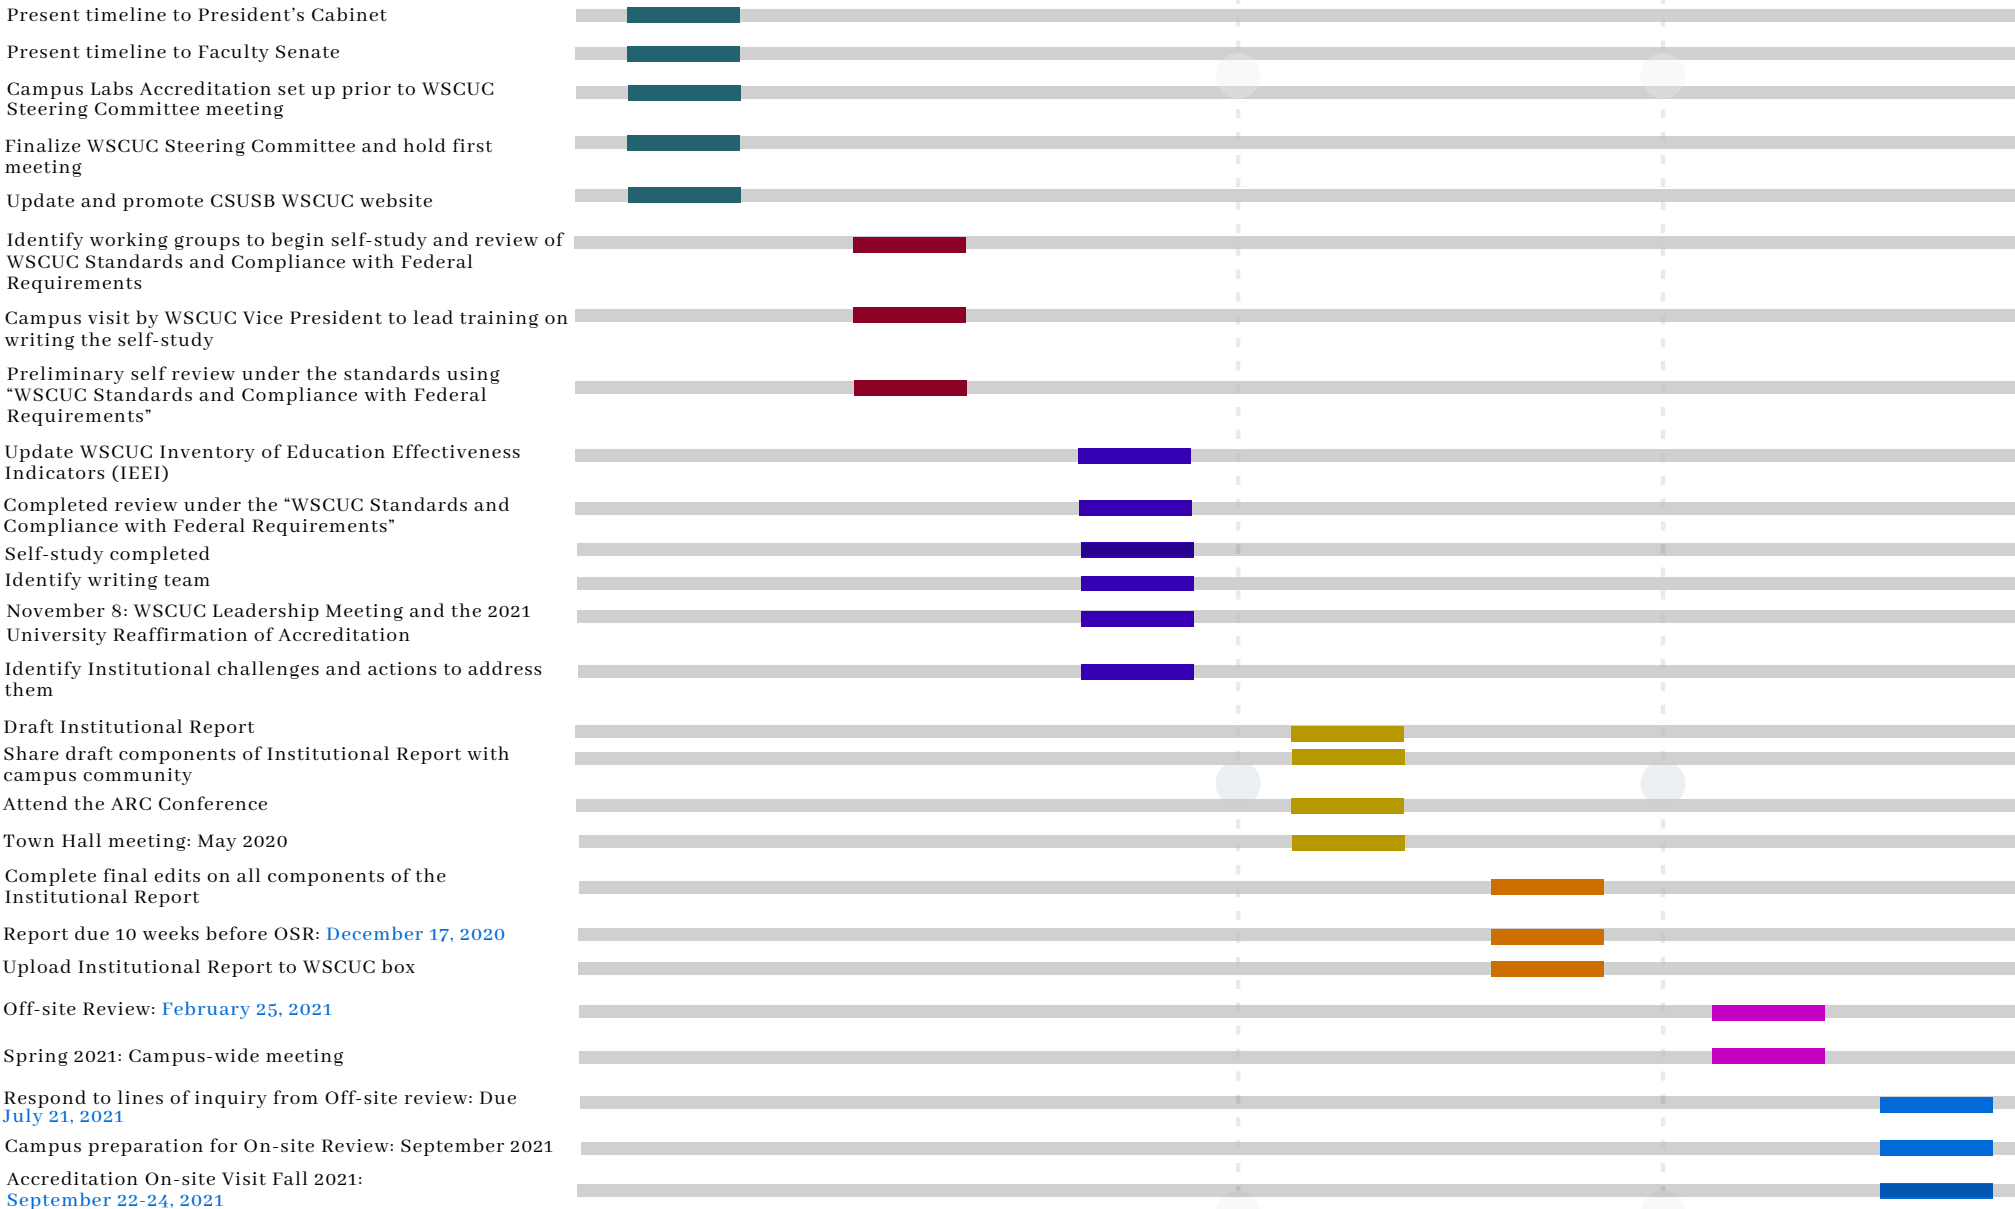 Present timeline to President’s Cabinet
Present timeline to Faculty Senate
Campus Labs Accreditation set up prior to WSCUC
Steering Committee meeting
Finalize WSCUC Steering Committee and hold first
meeting
Update and promote CSUSB WSCUC website
Identify working groups to begin self-study and review of
WSCUC Standards and Compliance with Federal
Requirements
Campus visit by WSCUC Vice President to lead training on
writing the self-study
Preliminary self review under the standards using
“WSCUC Standards and Compliance with Federal
Requirements”
Update WSCUC Inventory of Education Effectiveness
Indicators (IEEI)
Completed review under the “WSCUC Standards and
Compliance with Federal Requirements”
Self-study completed
Identify writing team
November 8: WSCUC Leadership Meeting and the 2021
University Reaffirmation of Accreditation
Identify Institutional challenges and actions to address
them
Draft Institutional Report
Share draft components of Institutional Report with
campus community
Attend the ARC Conference
Town Hall meeting: May 2020
Complete final edits on all components of the
Institutional Report
Report due 10 weeks before OSR: December 17, 2020
Upload Institutional Report to WSCUC box
Off-site Review: February 25, 2021
Spring 2021: Campus-wide meeting
Respond to lines of inquiry from Off-site review: Due
July 21, 2021
Campus preparation for On-site Review: September 2021
Accreditation On-site Visit Fall 2021:
September 22-24, 2021